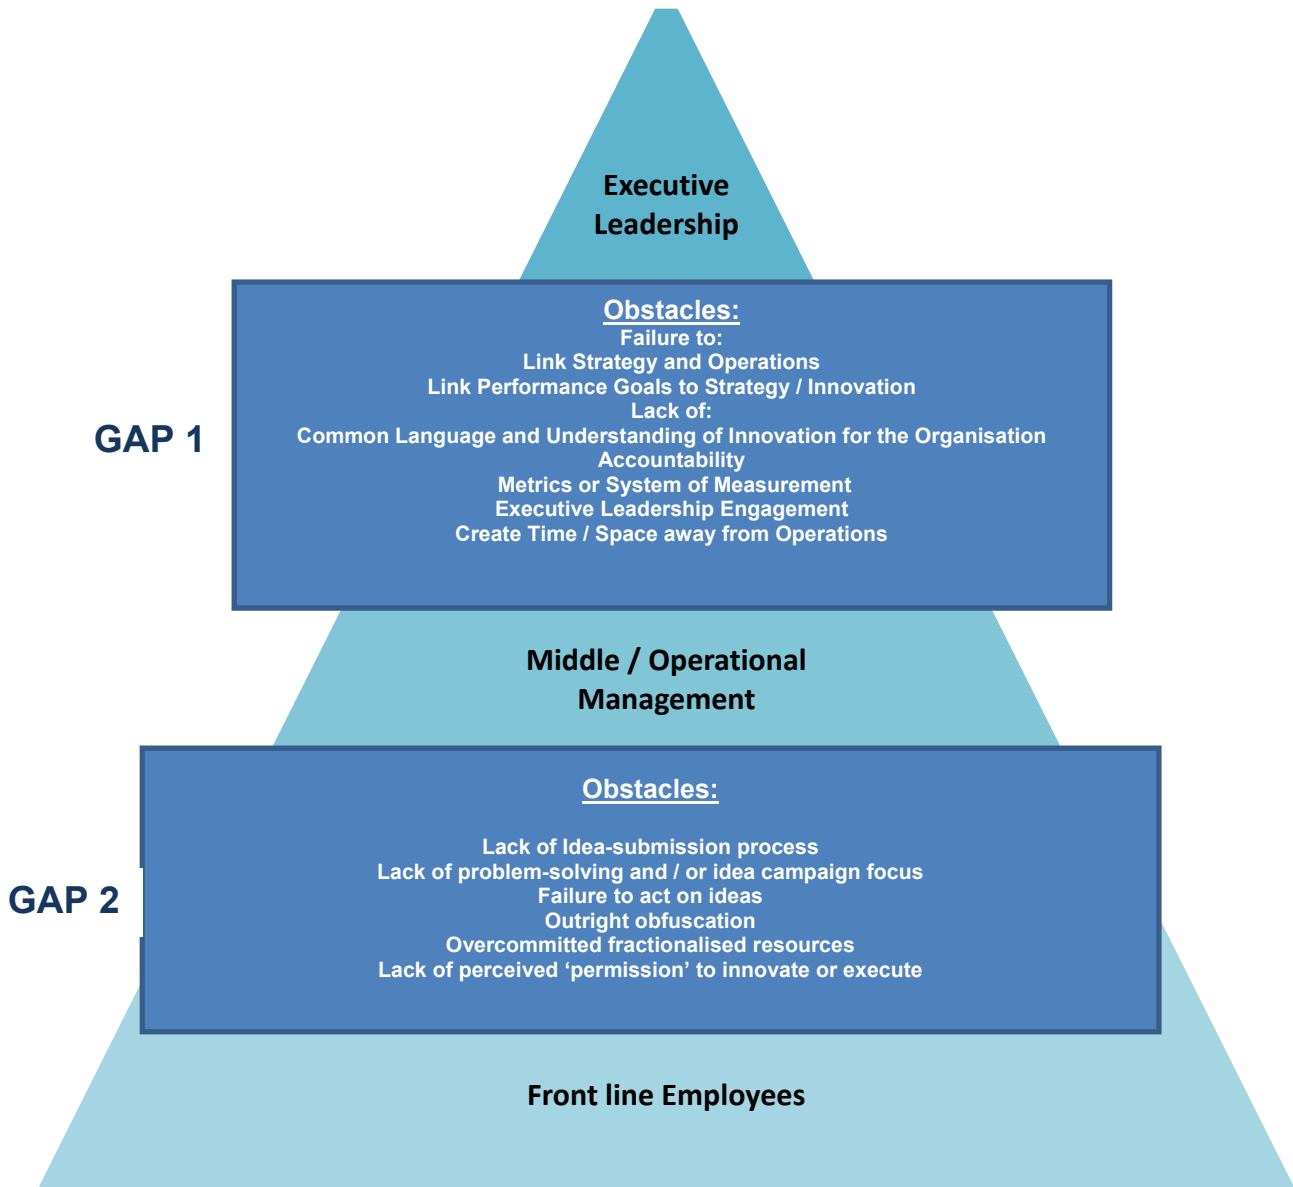 Executive
Leadership
Obstacles:
Failure to:
Link Strategy and Operations
Link Performance Goals to Strategy / Innovation
Lack of:
GAP 1
Common Language and Understanding of Innovation for the Organisation
Accountability
Metrics or System of Measurement
Executive Leadership Engagement
Create Time / Space away from Operations
Middle / Operational
Management
Obstacles:
Lack of Idea-submission process
Lack of problem-solving and / or idea campaign focus
GAP 2
Failure to act on ideas
Outright obfuscation
Overcommitted fractionalised resources
Lack of perceived ‘permission’ to innovate or execute
Front line Employees